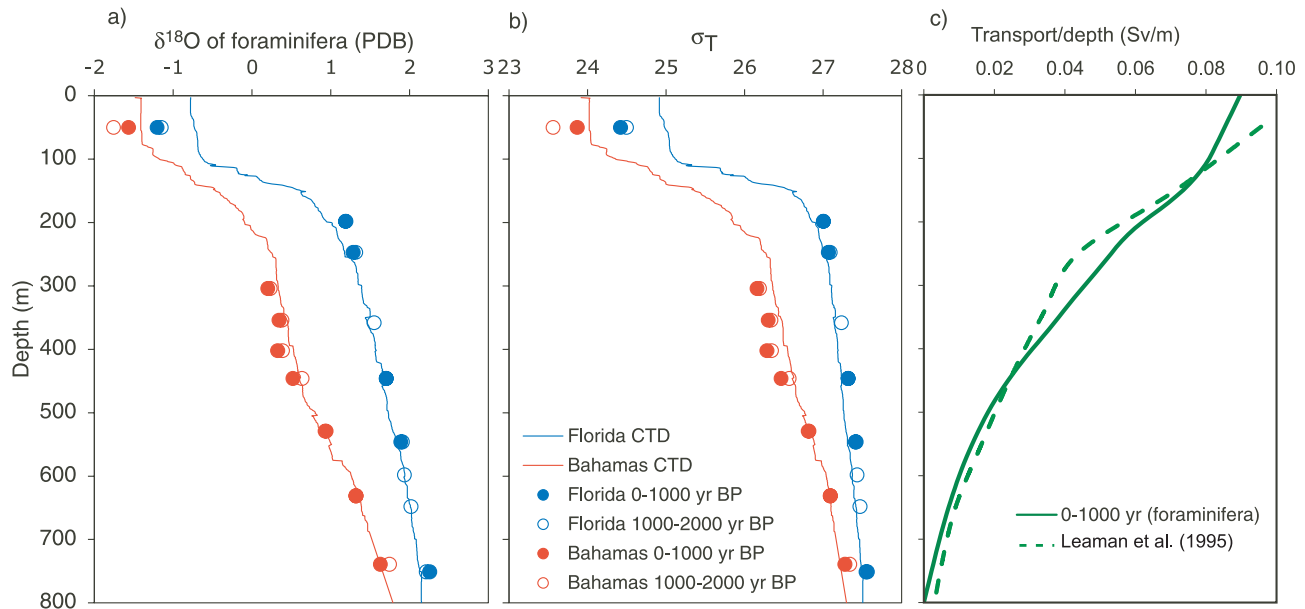 a)
b)
c)
δ18O of foraminifera (PDB)
σT
Transport/depth (Sv/m)
-2 -1 0 1 2 3
23 24 25 26 27 28
0 0.02 0.04 0.06 0.08 0.10
Depth (m)
0
100
200
300
400
500
600
700
800
Florida CTD
Bahamas CTD
Florida 0-1000 yr BP
Florida 1000-2000 yr BP
Bahamas 0-1000 yr BP
Bahamas 1000-2000 yr BP
0-1000 yr (foraminifera)
Leaman et al. (1995)